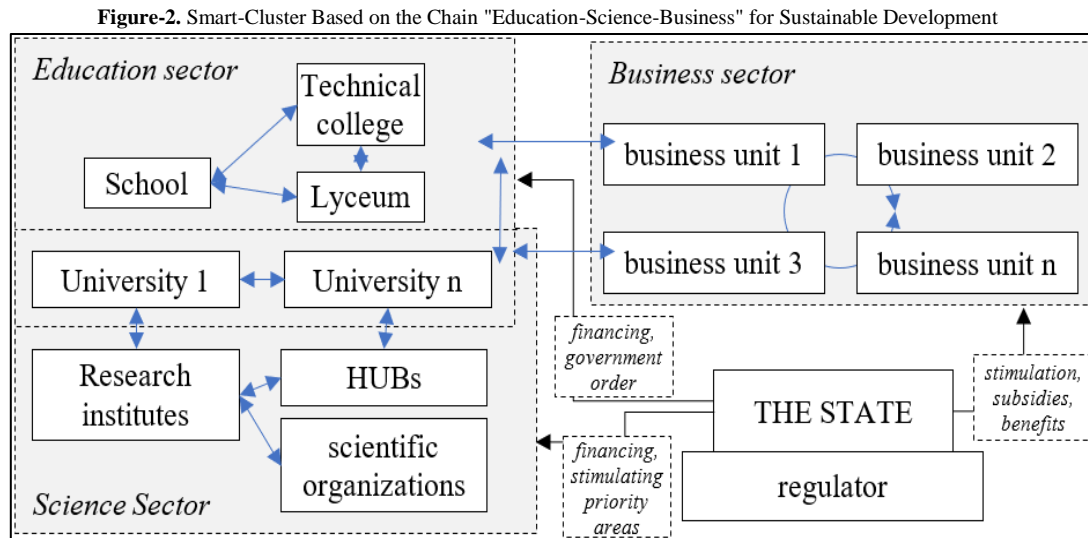 Figure-2. Smart-Cluster Based on the Chain "Education-Science-Business" for Sustainable Development
Education sector
Technical
college
School
Lyceum
University 1
University n
Research
institutes
HUBs
scientific
organizations
Science Sector
Business sector
business unit 1
business unit 2
business unit 3
business unit n
financing,
government
order
financing,
stimulating
priority
areas
THE STATE
regulator
stimulation,
subsidies,
benefits